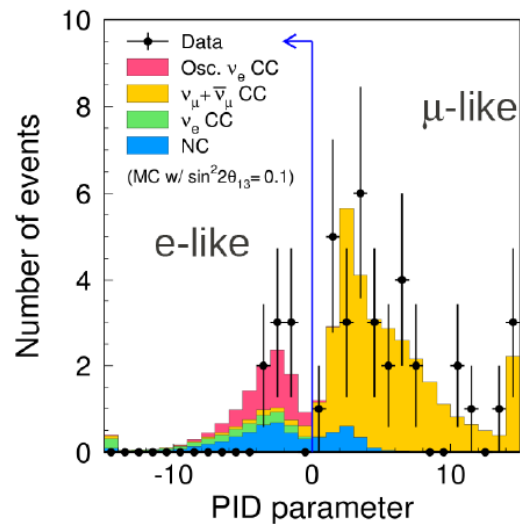 10
8
6
4
2
0
Number of events
Data
Osc. νe CC
νμ+ν̅μ CC
νe CC
NC
(MC w/ sin²2θ13= 0.1)
e-like
μ-like
-10
0
10
PID parameter